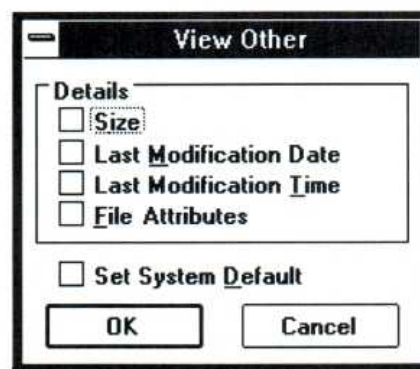 View Other
Details
Size
Last Modification Date
Last Modification Time
File Attributes
Set System Default
OK
Cancel